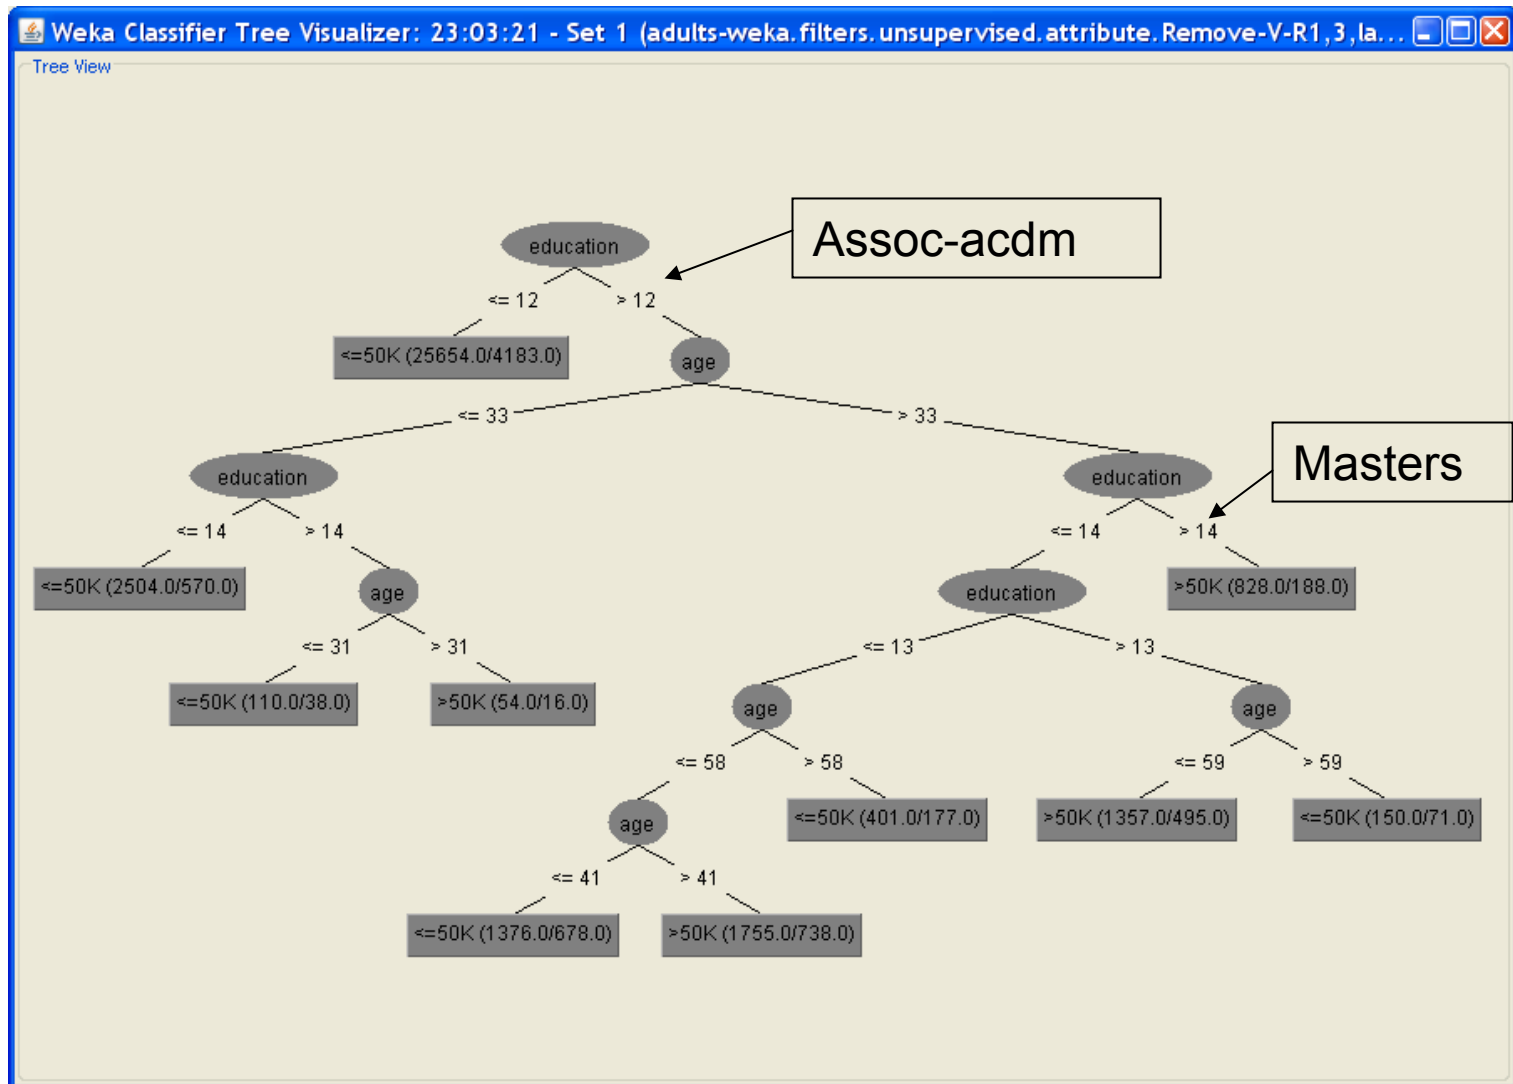 Weka Classifier Tree Visualizer: 23:03:21 - Set 1 (adults-weka.filters.unsupervised.attribute.Remove-V-R1,3,la...
Tree View
Assoc-acdm
education
<= 12 > 12
<=50K (25654.0/4183.0)
age
<= 33 > 33
Masters
education education
<= 14 > 14 <= 14 > 14
<=50K (2504.0/570.0) age education >50K (828.0/188.0)
<= 31 > 31 <= 13 > 13
<=50K (110.0/38.0) >50K (54.0/16.0) age age
<= 58 > 58 <= 59 > 59
age <=50K (401.0/177.0) >50K (1357.0/495.0) <=50K (150.0/71.0)
<= 41 > 41
<=50K (1376.0/678.0) >50K (1755.0/738.0)